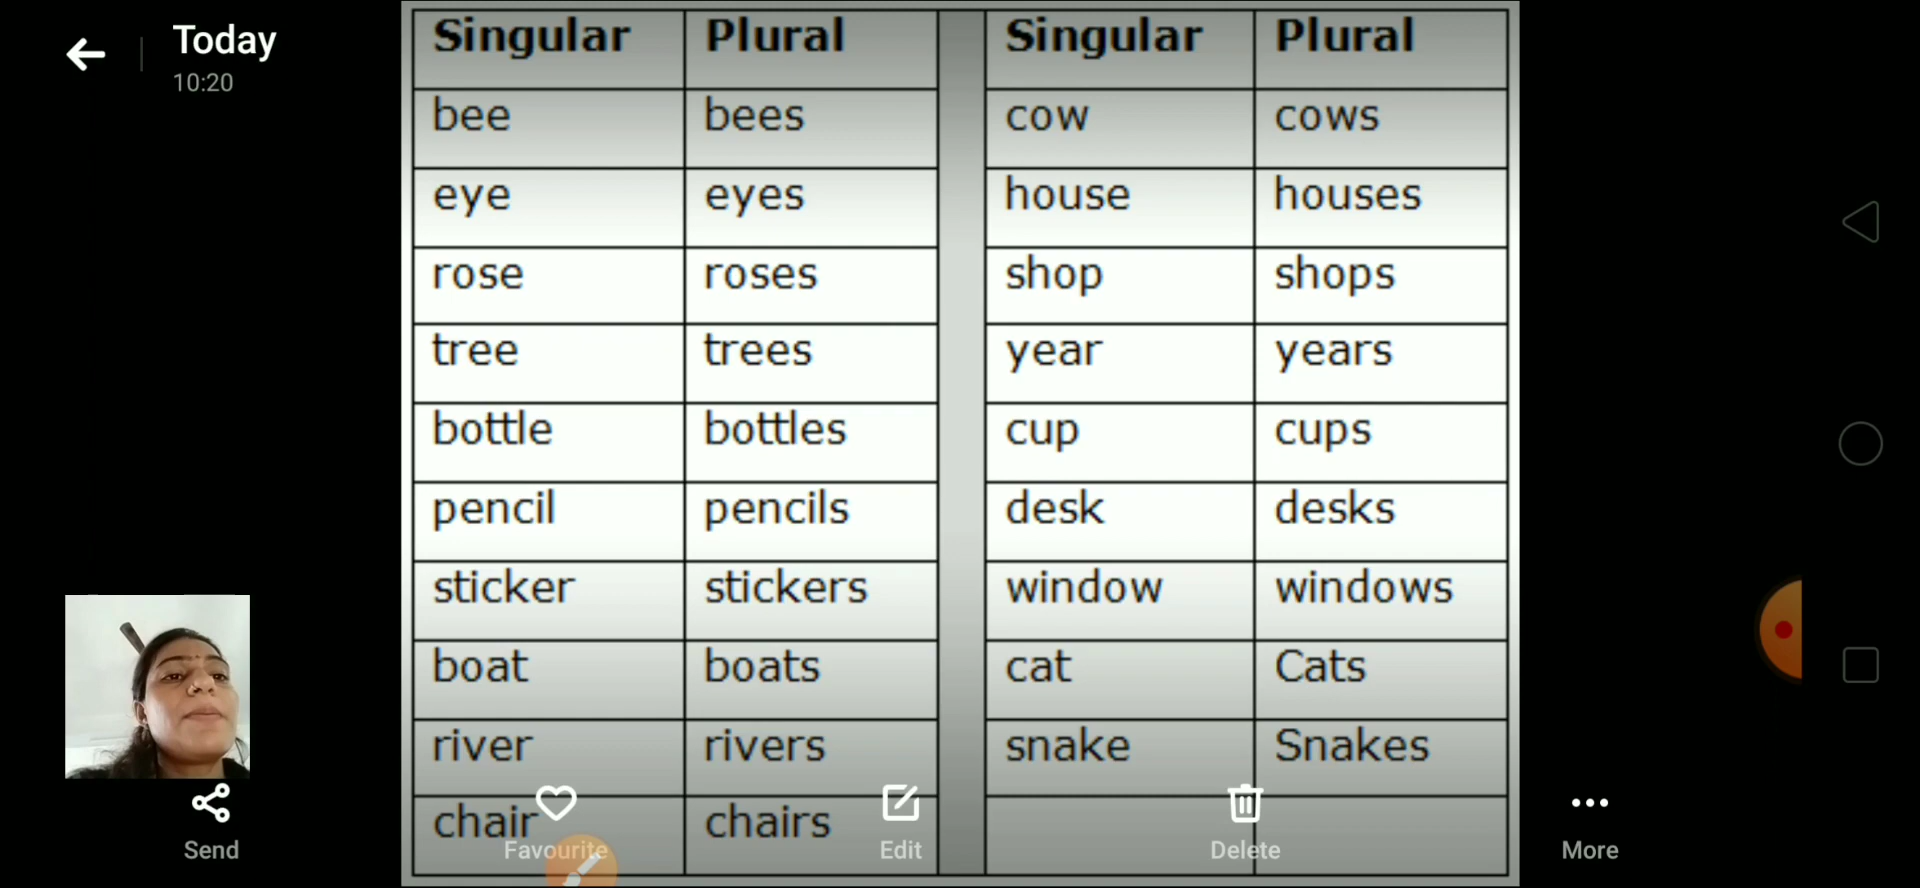 Today
10:20
Singular Plural Singular Plural
bee bees cow cows
eye eyes house houses
rose roses shop shops
tree trees year years
bottle bottles cup cups
pencil pencils desk desks
sticker stickers window windows
boat boats cat Cats
river rivers snake Snakes
chair chairs
Send Favourite Edit Delete More